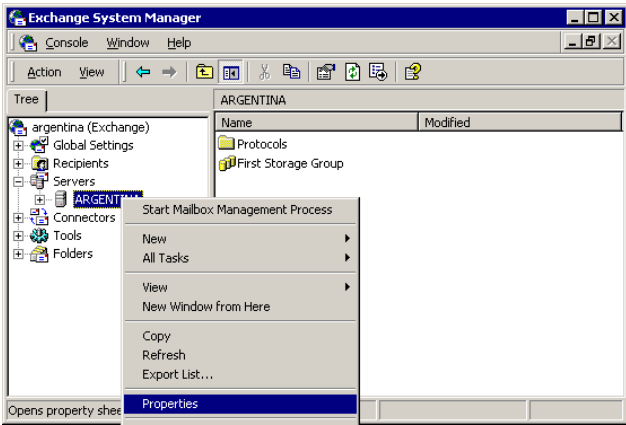 Exchange System Manager
Console Window Help
Action View
Tree
ARGENTINA
Name Modified
argentina (Exchange)
Global Settings
Recipients
Servers
ARGENTINA
Connectors
Tools
Folders
Protocols
First Storage Group
Start Mailbox Management Process
New
All Tasks
View
New Window from Here
Copy
Refresh
Export List...
Properties
Opens property shee